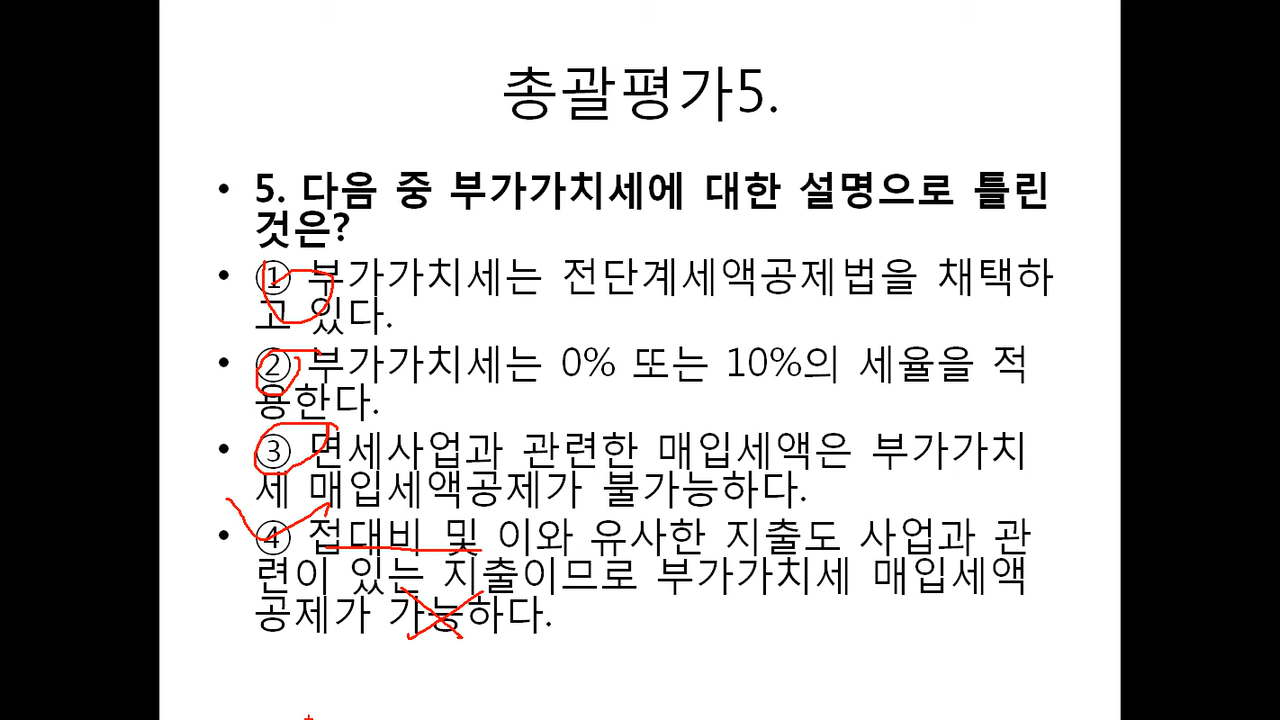 총괄평가5.
• 5. 다음 중 부가가치세에 대한 설명으로 틀린
것은?
• ① 부가가치세는 전단계세액공제법을 채택하
고 있다.
• ② 부가가치세는 0% 또는 10%의 세율을 적
용한다.
• ③ 면세사업과 관련한 매입세액은 부가가치
세 매입세액공제가 불가능하다.
• ④ 접대비 및 이와 유사한 지출도 사업과 관
련이 있는 지출이므로 부가가치세 매입세액
공제가 가능하다.